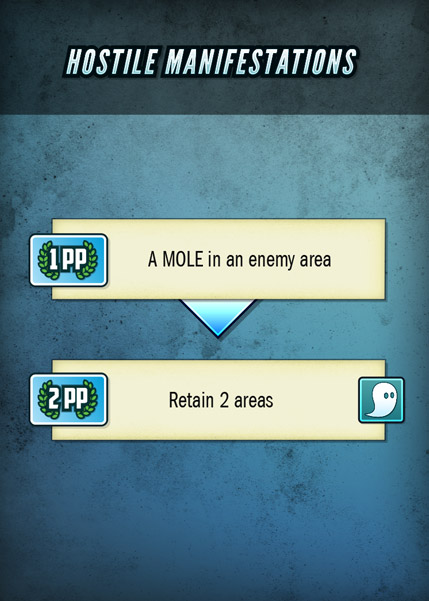 HOSTILE MANIFESTATIONS
1 PP
A MOLE in an enemy area
2 PP
Retain 2 areas